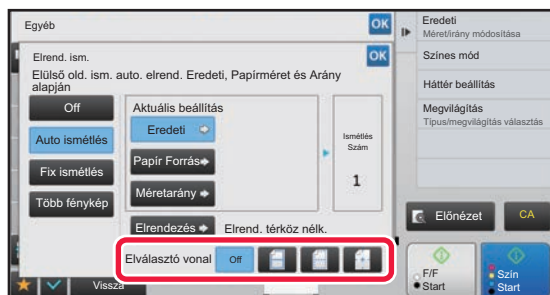 Egyéb
OK
Elrend. ism.
OK
Elülső old. ism. auto. elrend. Eredeti, Papírméret és Arány
alapján
Off
Auto ismétlés
Fix ismétlés
Több fénykép
Aktuális beállítás
Eredeti
Papír Forrás
Méretarány
Ismétlés
Szám
1
Elrendezés
Elrend. térköz nélk.
Elválasztó vonal
Off
Vissza
Eredeti
Méret/irány módosítása
Színes mód
Háttér beállítás
Megvilágítás
Típus/megvilágítás választás
Előnézet
CA
F/F
Start
Szín
Start